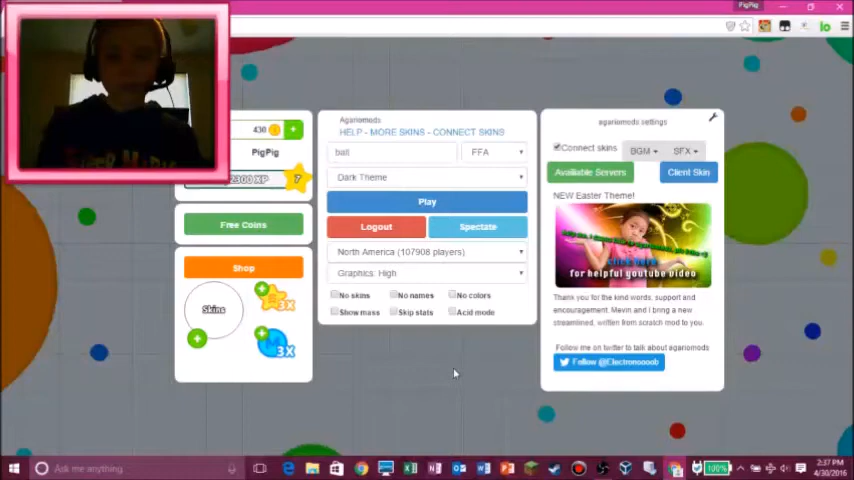 PigPig
430
PigPig
2300 XP
7
Free Coins
Shop
Skins
3X
3X
Agariomods
HELP - MORE SKINS - CONNECT SKINS
FFA
Dark Theme
Play
Logout
Spectate
North America (107908 players)
Graphics: High
No skins
No names
No colors
Show mass
Skip stats
Acid mode
agariomods settings
Connect skins
BGM
SFX
Available Servers
Client Skin
NEW Easter Theme!
click here
for helpful youtube video
Thank you for the kind words, support and
encouragement. Mevin and I bring a new
streamlined, written from scratch mod to you.
Follow me on twitter to talk about agariomods
Follow @Electronoob
Ask me anything
100%
2:37 PM
4/30/2016